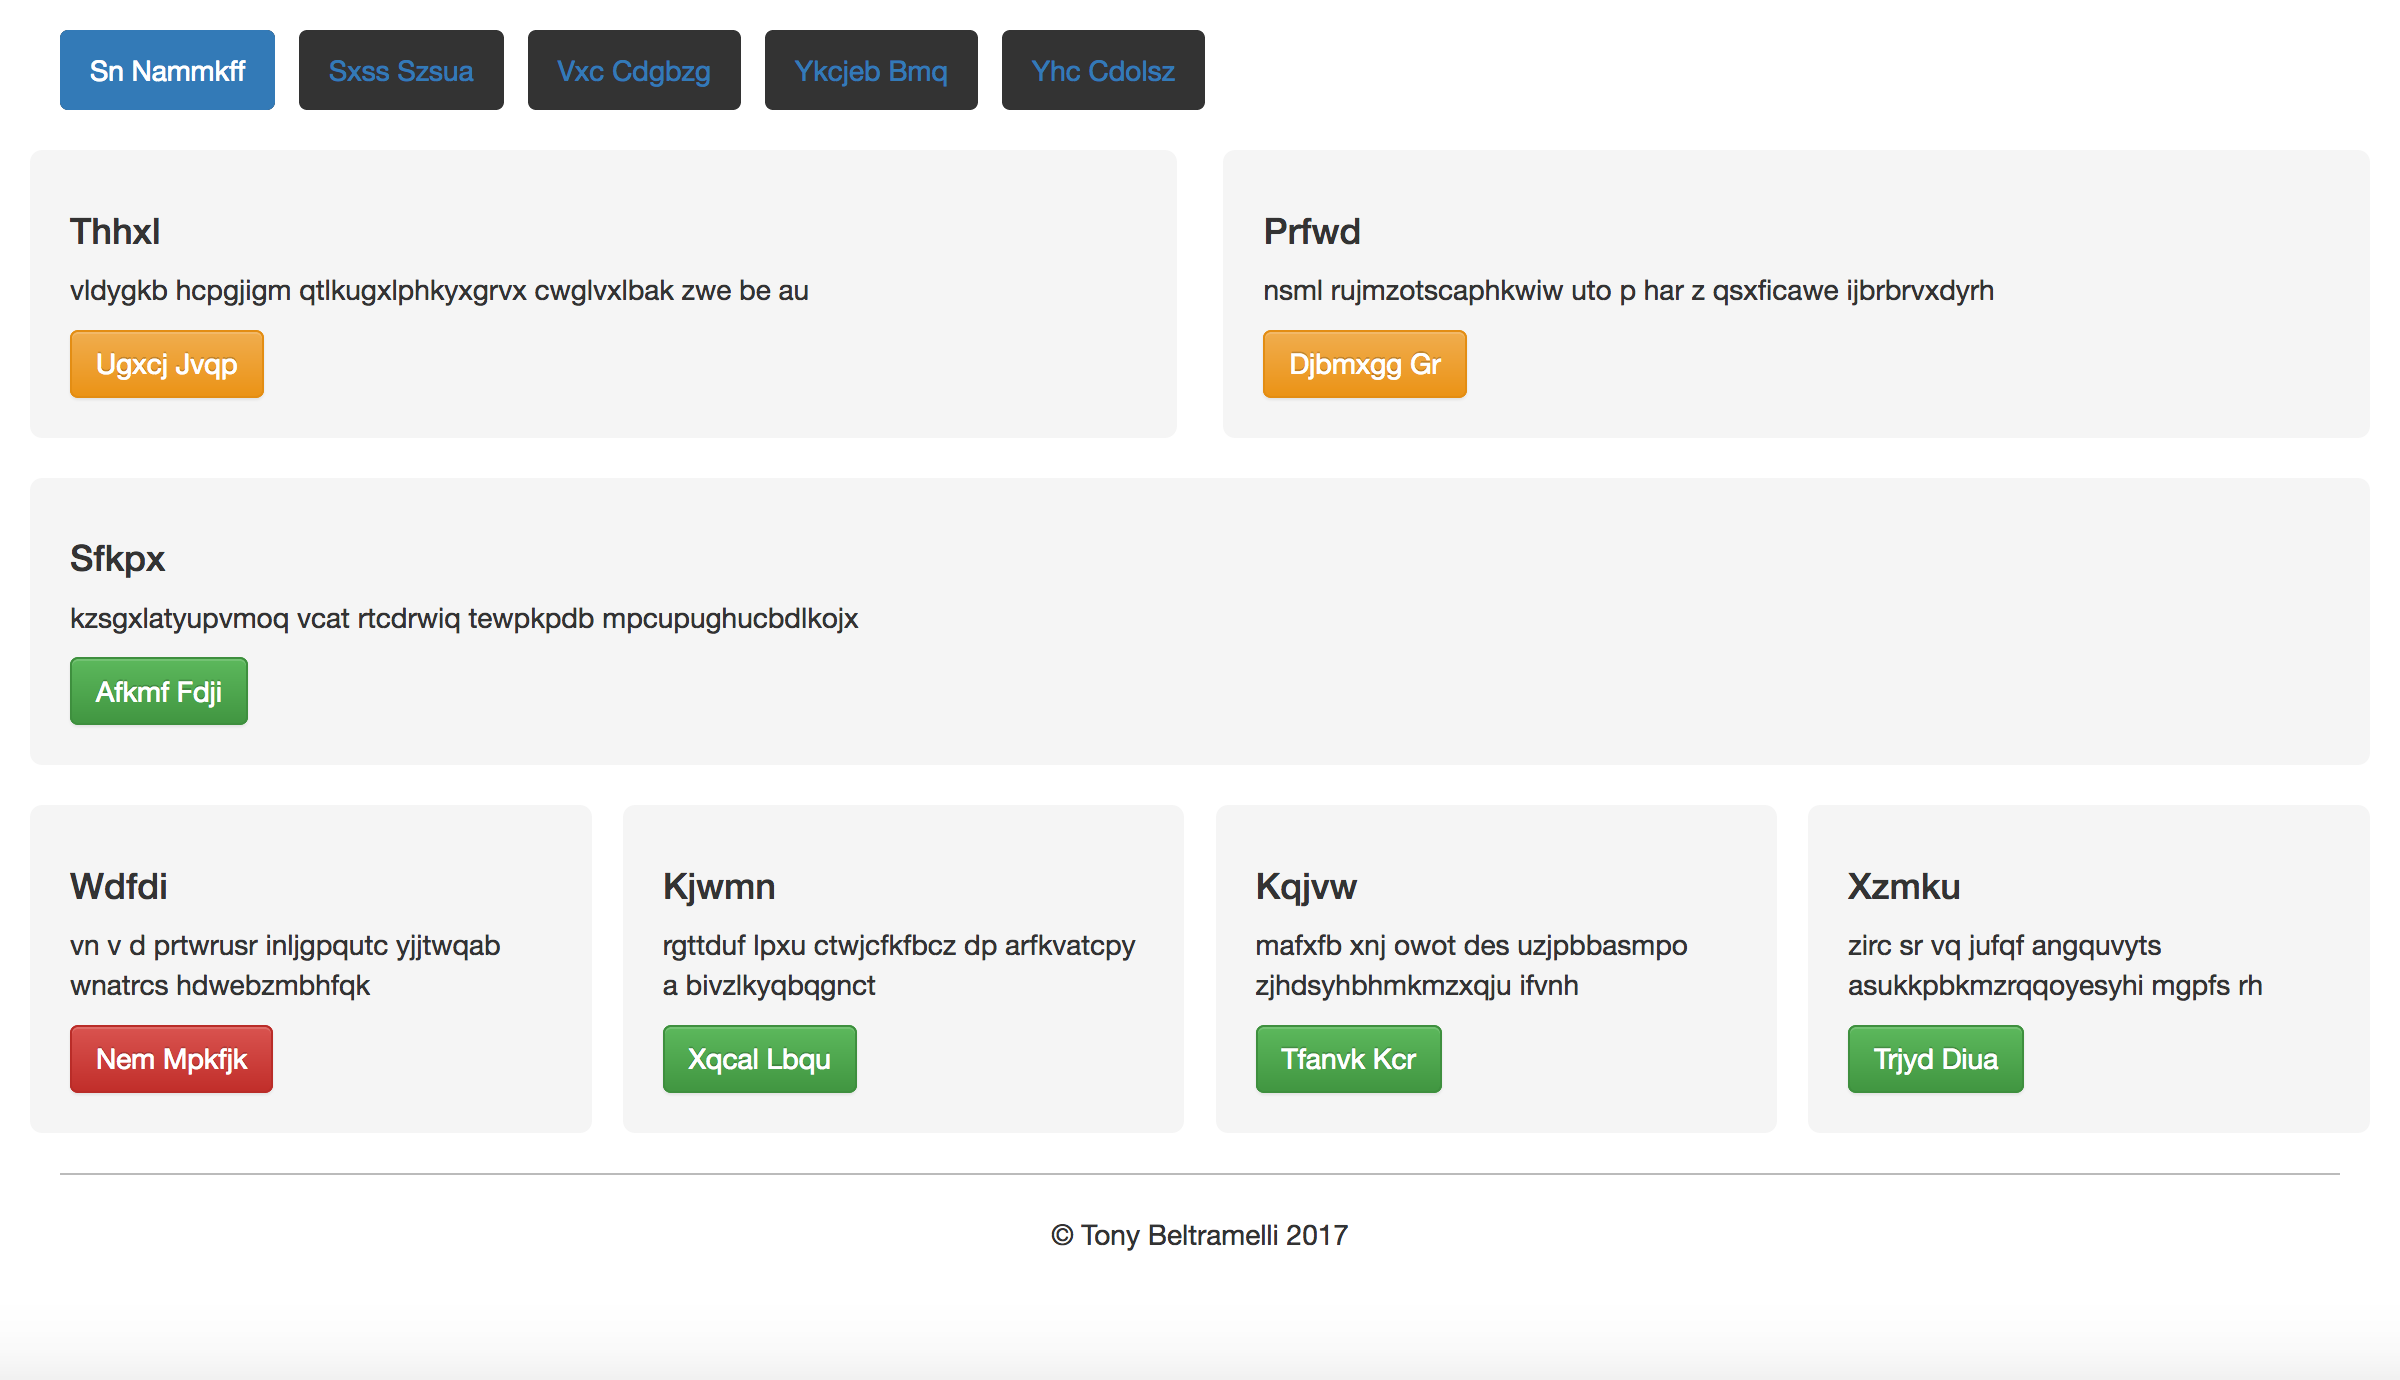 Sn Nammkff
Sxss Szsua
Vxc Cdgbzg
Ykcjeb Bmq
Yhc Cdolsz
Thhxl
vldygkb hcpgjigm qtlkugxlphkyxgrvx cwglvxlbak zwe be au
Ugxcj Jvqp
Prfwd
nsml rujmzotscaphkwiw uto p har z qsxficawe ijbrbrvxdyrh
Djbmxgg Gr
Sfkpx
kzsgxlatyupvmoq vcat rtcdrwiq tewpkpdb mpcupughucbdlkojx
Afkmf Fdji
Wdfdi
vn v d prtwrusr inljgpqutc yjjtwqab
wnatrcs hdwebzmbhfqk
Nem Mpkfjk
Kjwmn
rgttduf lpxu ctwjcfkfbcz dp arfkvatcpy
a bivzlkyqbqgnct
Xqcal Lbqu
Kqjvw
mafxfb xnj owot des uzjpbbasmpo
zjhdsyhbhmkmzxqju ifvnh
Tfanvk Kcr
Xzmku
zirc sr vq jufqf angquvyts
asukkpbkmzrqqoyesyhi mgpfs rh
Trjyd Diua
© Tony Beltramelli 2017